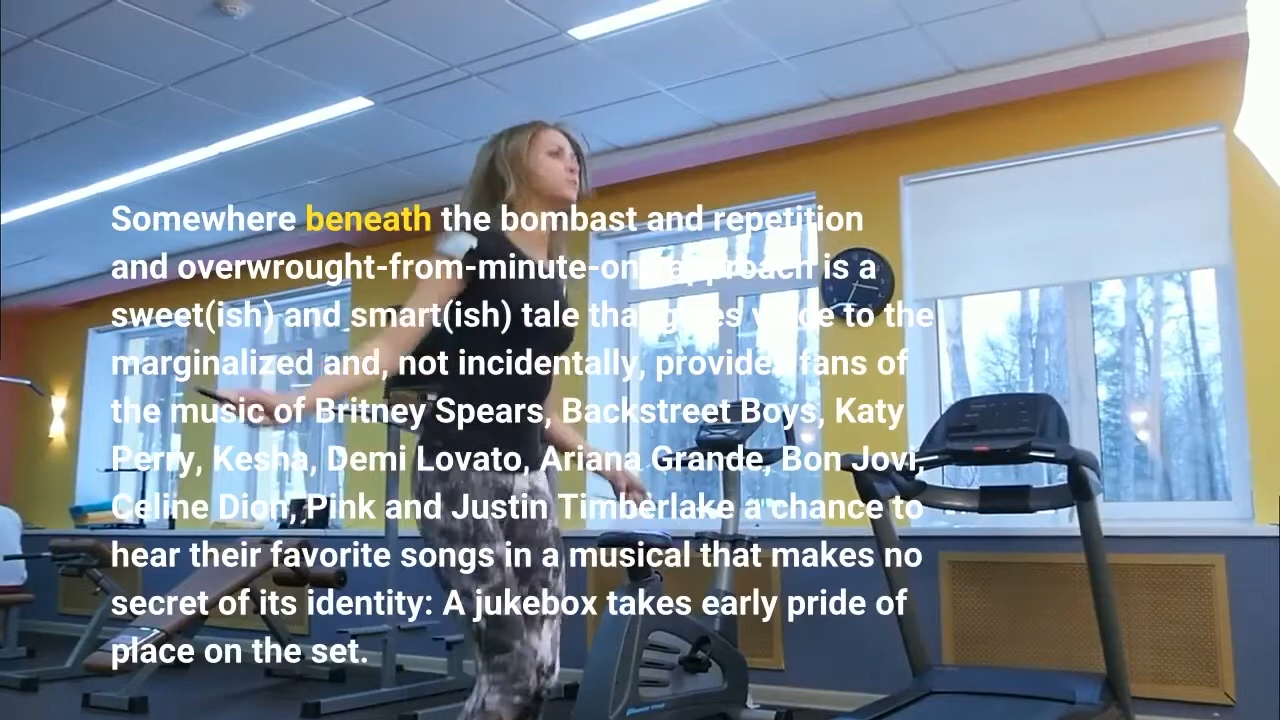 Somewhere beneath the bombast and repetition
and overwrought-from-minute-one approach is a
sweet(ish) and smart(ish) tale that gives voice to the
marginalized and, not incidentally, provides fans of
the music of Britney Spears, Backstreet Boys, Katy
Perry, Kesha, Demi Lovato, Ariana Grande, Bon Jovi,
Celine Dion, Pink and Justin Timberlake a chance to
hear their favorite songs in a musical that makes no
secret of its identity: A jukebox takes early pride of
place on the set.